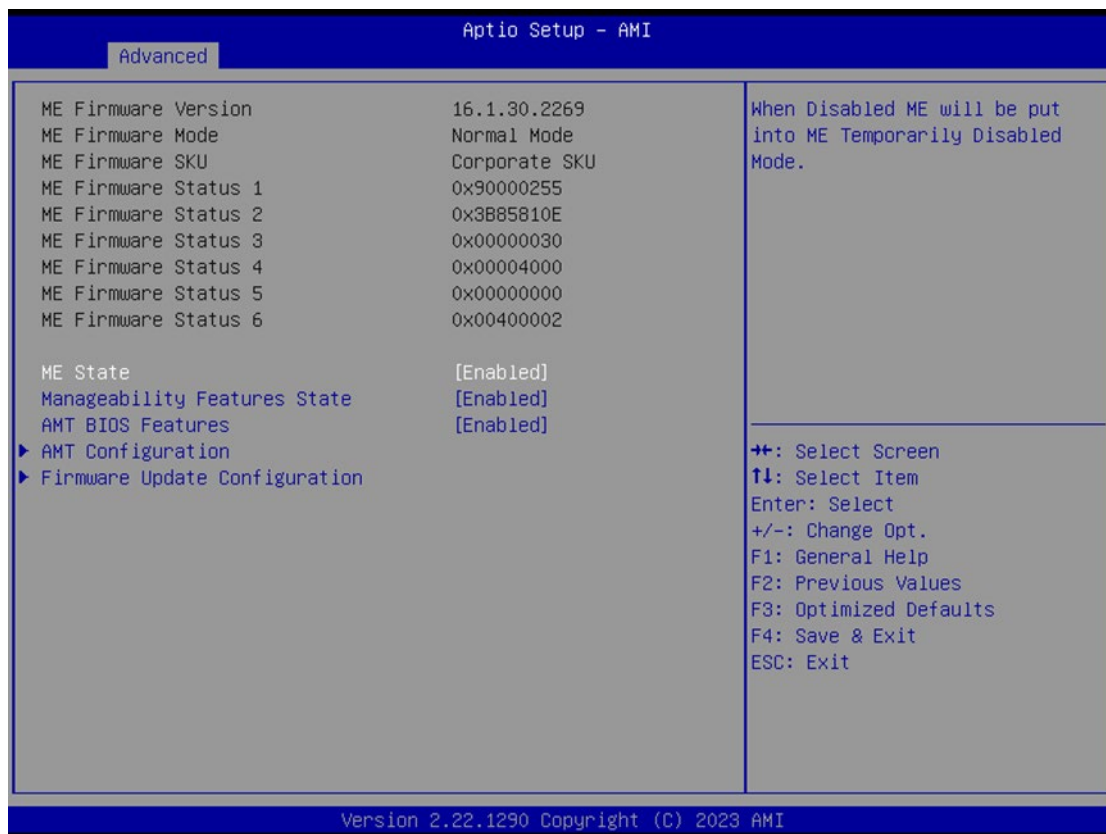 Aptio Setup - AMI
Advanced
ME Firmware Version 16.1.30.2269
ME Firmware Mode Normal Mode
ME Firmware SKU Corporate SKU
ME Firmware Status 1 0x90000255
ME Firmware Status 2 0x3B85810E
ME Firmware Status 3 0x00000030
ME Firmware Status 4 0x00004000
ME Firmware Status 5 0x00000000
ME Firmware Status 6 0x00400002
ME State [Enabled]
Manageability Features State [Enabled]
AMT BIOS Features [Enabled]
AMT Configuration
Firmware Update Configuration
When Disabled ME will be put
into ME Temporarily Disabled
Mode.
→←: Select Screen
↑↓: Select Item
Enter: Select
+/-: Change Opt.
F1: General Help
F2: Previous Values
F3: Optimized Defaults
F4: Save & Exit
ESC: Exit
Version 2.22.1290 Copyright (C) 2023 AMI